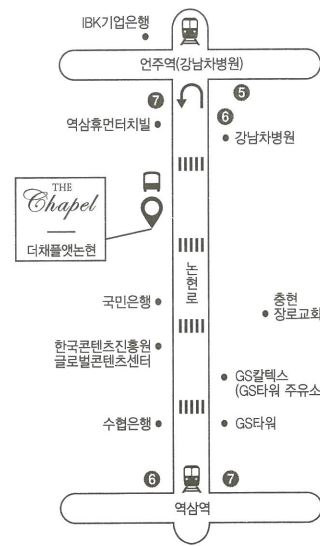 IBK기업은행
언주역(강남차병원)
7
5
6
역삼휴먼터치빌
강남차병원
THE
Chapel
더채플앳논현
논현로
국민은행
충현
장로교회
한국콘텐츠진흥원
글로벌콘텐츠센터
GS칼텍스
(GS타워 주유소
수협은행
GS타워
6
7
역삼역